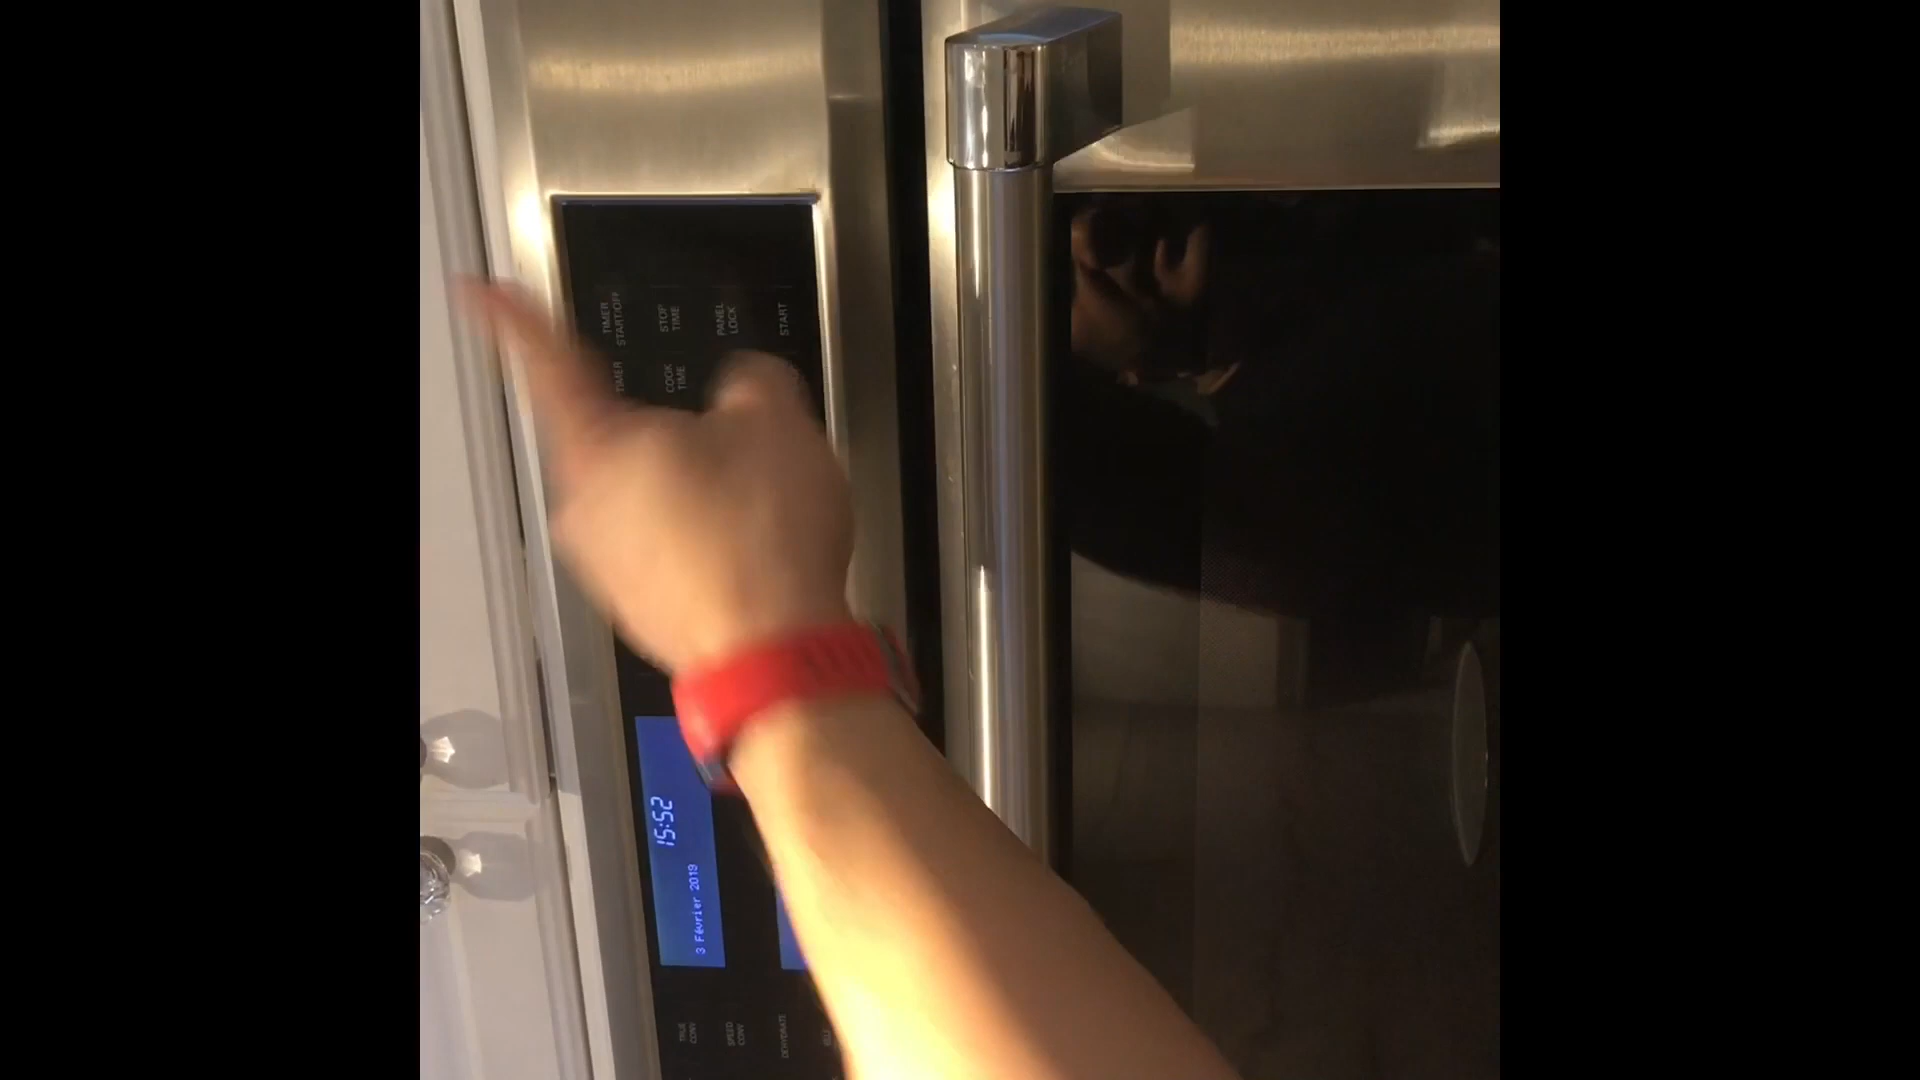 TRUE
CONV
SPEED
CONV
DEHYDRATE
15:52
3 Février 2019
TIMER
COOK
TIME
TIMER
START/OFF
STOP
TIME
PANEL
LOCK
START